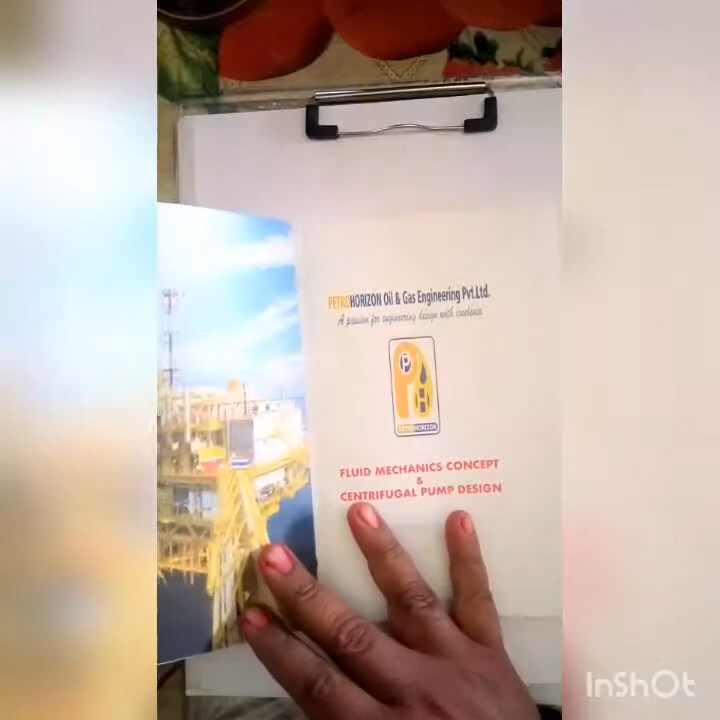 PETROHORIZON Oil & Gas Engineering Pvt.Ltd.
A passion for engineering design with excellence
P
H
PETROHORIZON
FLUID MECHANICS CONCEPT
&
CENTRIFUGAL PUMP DESIGN
InShOt